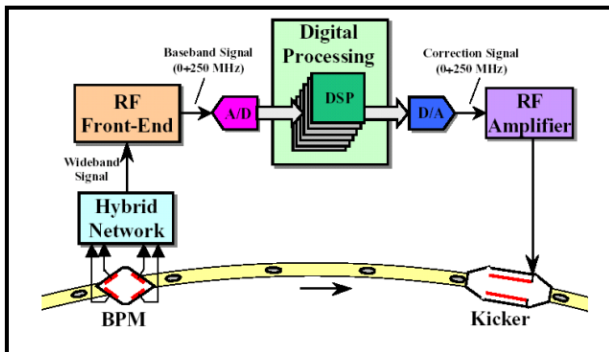 Digital
Processing
Baseband Signal
(0÷250 MHz)
Correction Signal
(0÷250 MHz)
RF
Front-End
A/D
DSP
D/A
RF
Amplifier
Wideband
Signal
Hybrid
Network
BPM
Kicker